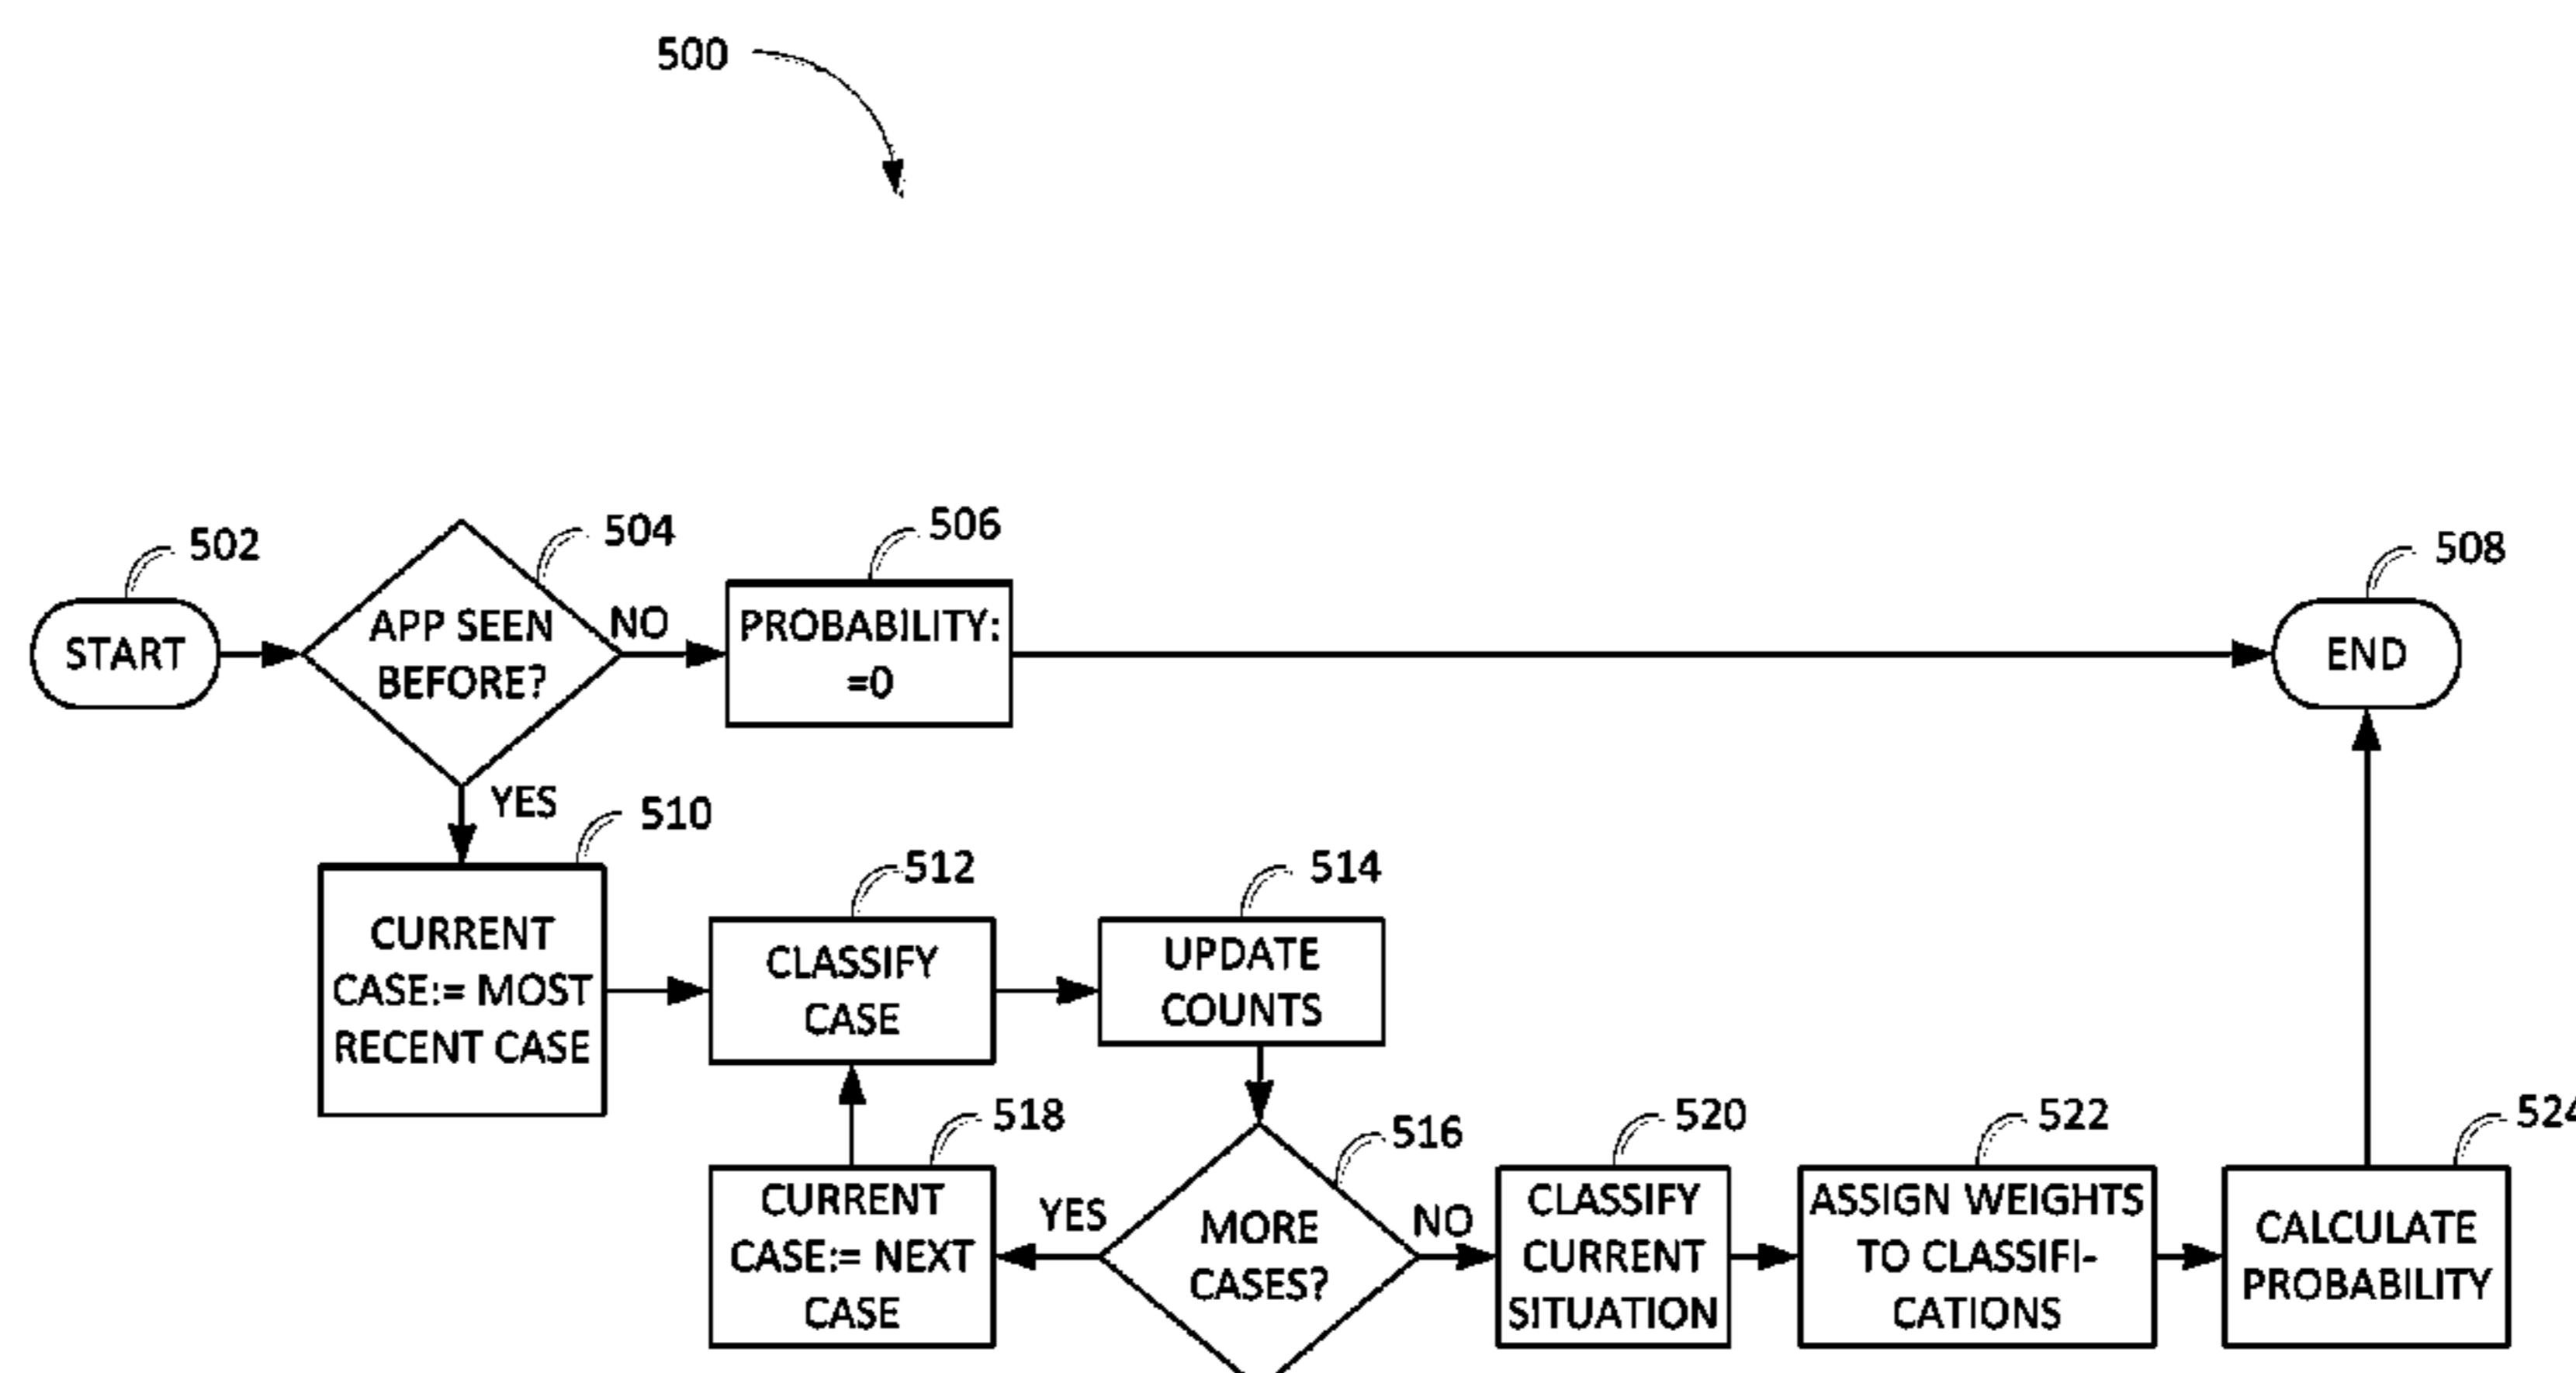 500
502
504
506
508
START
APP SEEN
BEFORE?
NO
PROBABILITY:
=0
END
YES
510
512
514
CURRENT
CASE:= MOST
RECENT CASE
CLASSIFY
CASE
UPDATE
COUNTS
518
516
520
522
524
CURRENT
CASE:= NEXT
CASE
YES
MORE
CASES?
NO
CLASSIFY
CURRENT
SITUATION
ASSIGN WEIGHTS
TO CLASSIFI-
CATIONS
CALCULATE
PROBABILITY